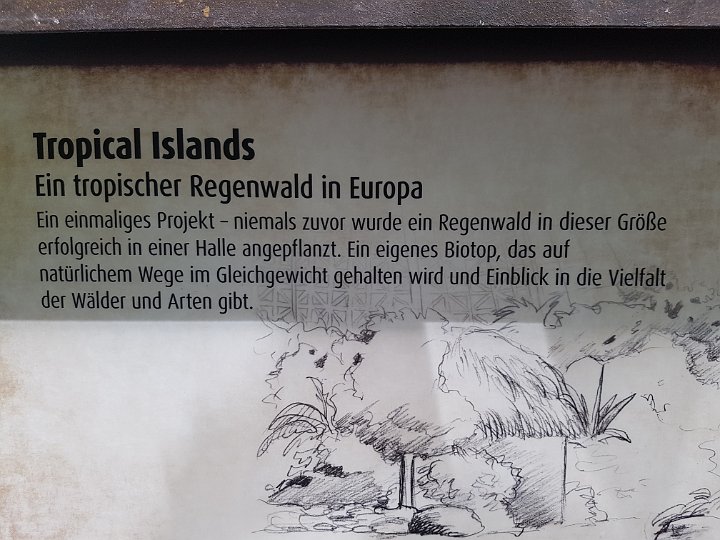 Tropical Islands
Ein tropischer Regenwald in Europa
Ein einmaliges Projekt – niemals zuvor wurde ein Regenwald in dieser Größe
erfolgreich in einer Halle angepflanzt. Ein eigenes Biotop, das auf
natürlichem Wege im Gleichgewicht gehalten wird und Einblick in die Vielfalt
der Wälder und Arten gibt.